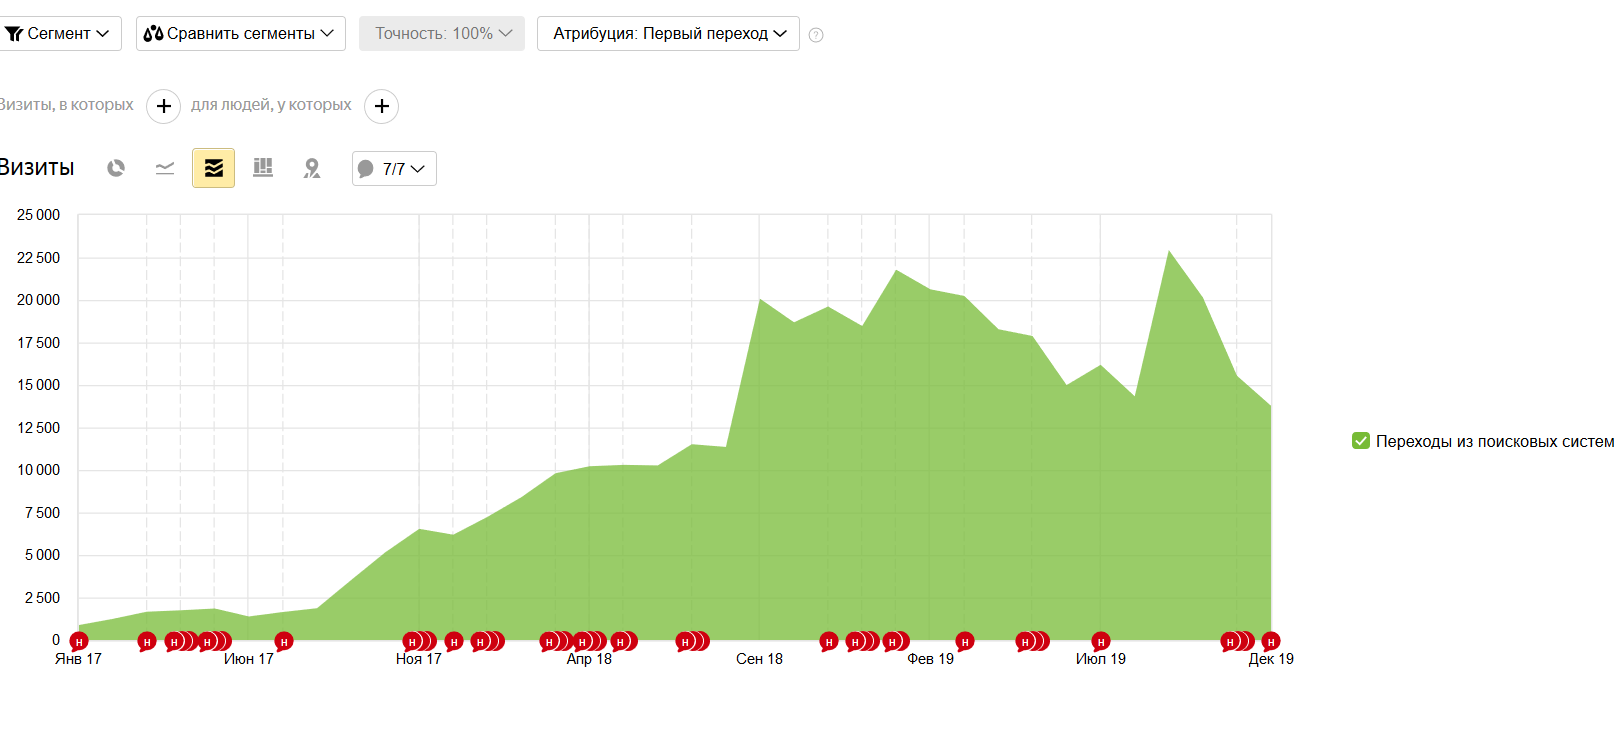 Сегмент Сравнить сегменты Точность: 100% Атрибуция: Первый переход ?
Визиты, в которых + для людей, у которых +
Визиты 7/7
25 000
22 500
20 000
17 500
15 000
12 500
10 000
7 500
5 000
2 500
0
Н Н Н Н Н Н Н Н Н Н Н Н Н Н Н Н Н Н Н Н
Янв 17 Июн 17 Ноя 17 Апр 18 Сен 18 Фев 19 Июл 19 Дек 19
Переходы из поисковых систем